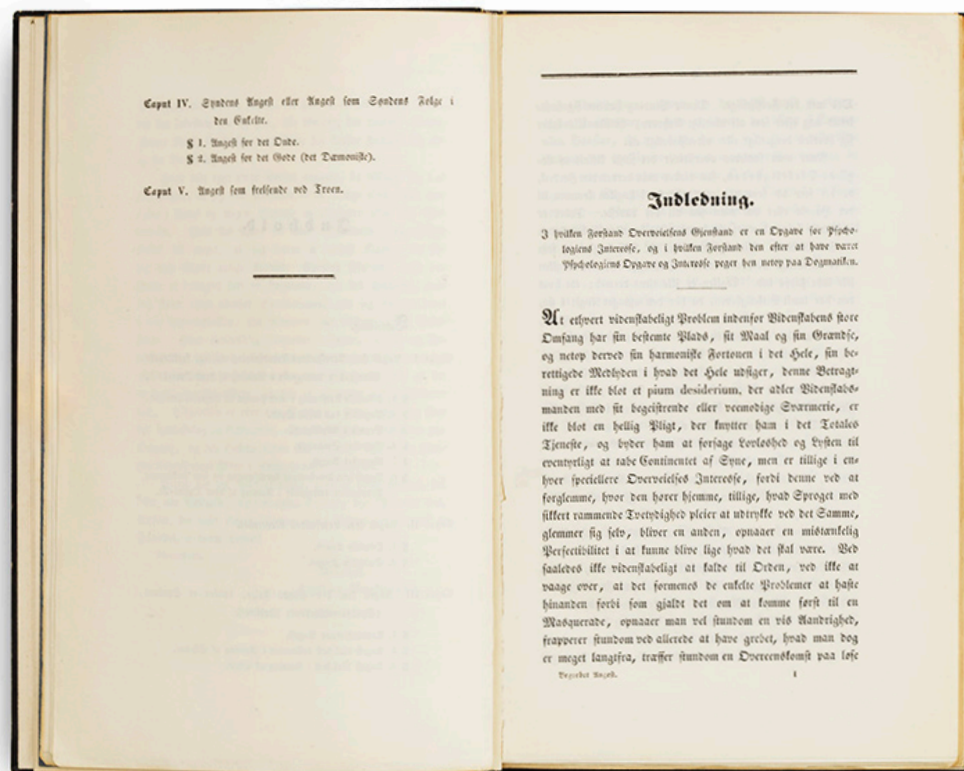 Caput IV. Syndens Angest eller Angest som Syndens Følge i
den Enkelte.
§ 1. Angest for det Onde.
§ 2. Angest for det Gode (det Dæmoniske).
Caput V. Angest som frelsende ved Troen.
Indledning.
I hvilken Forstand Overveielsens Gjenstand er en Opgave for Psycho-
logiens Interesse, og i hvilken Forstand den efter at have været
Psychologiens Opgave og Interesse peger hen netop paa Dogmatiken.
At ethvert videnskabeligt Problem indenfor Videnskabens store
Omfang har sin bestemte Plads, sit Maal og sin Grændse,
og netop derved sin harmoniske Fortonen i det Hele, sin be-
rettigede Medlyden i hvad det Hele udsiger, denne Betragt-
ning er ikke blot et pium desiderium, der adler Videnskabs-
manden med sit begeistrende eller veemodige Sværmerie, er
ikke blot en hellig Pligt, der knytter ham i det Totales
Tjeneste, og byder ham at forsage Lovløshed og Lysten til
eventyrligt at tabe Continentet af Syne, men er tillige i en-
hver speciellere Overveielses Interesse, fordi denne ved at
forglemme, hvor den hører hjemme, tillige, hvad Sproget med
sikkert rammende Tvetydighed pleier at udtrykke ved det Samme,
glemmer sig selv, bliver en anden, opnaaer en mistænkelig
Perfectibilitet i at kunne blive lige hvad det skal være. Ved
saaledes ikke videnskabeligt at kalde til Orden, ved ikke at
vaage over, at det formenes de enkelte Problemer at haste
hinanden forbi som gjaldt det om at komme først til en
Masquerade, opnaaer man vel stundom en vis Aandrighed,
frapperer stundom ved allerede at have grebet, hvad man dog
er meget langtfra, træffer stundom en Overeenskomst paa løse
Begrebet Angest. 1